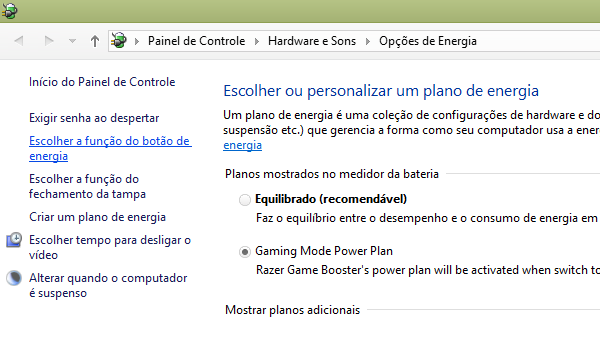 Painel de Controle Hardware e Sons Opções de Energia
Início do Painel de Controle
Exigir senha ao despertar
Escolher a função do botão de
energia
Escolher a função do
fechamento da tampa
Criar um plano de energia
Escolher tempo para desligar o
vídeo
Alterar quando o computador
é suspenso
Escolher ou personalizar um plano de energia
Um plano de energia é uma coleção de configurações de hardware e do
suspensão etc.) que gerencia a forma como seu computador usa a ener
energia
Planos mostrados no medidor da bateria
Equilibrado (recomendável)
Faz o equilíbrio entre o desempenho e o consumo de energia em
Gaming Mode Power Plan
Razer Game Booster's power plan will be activated when switch to
Mostrar planos adicionais